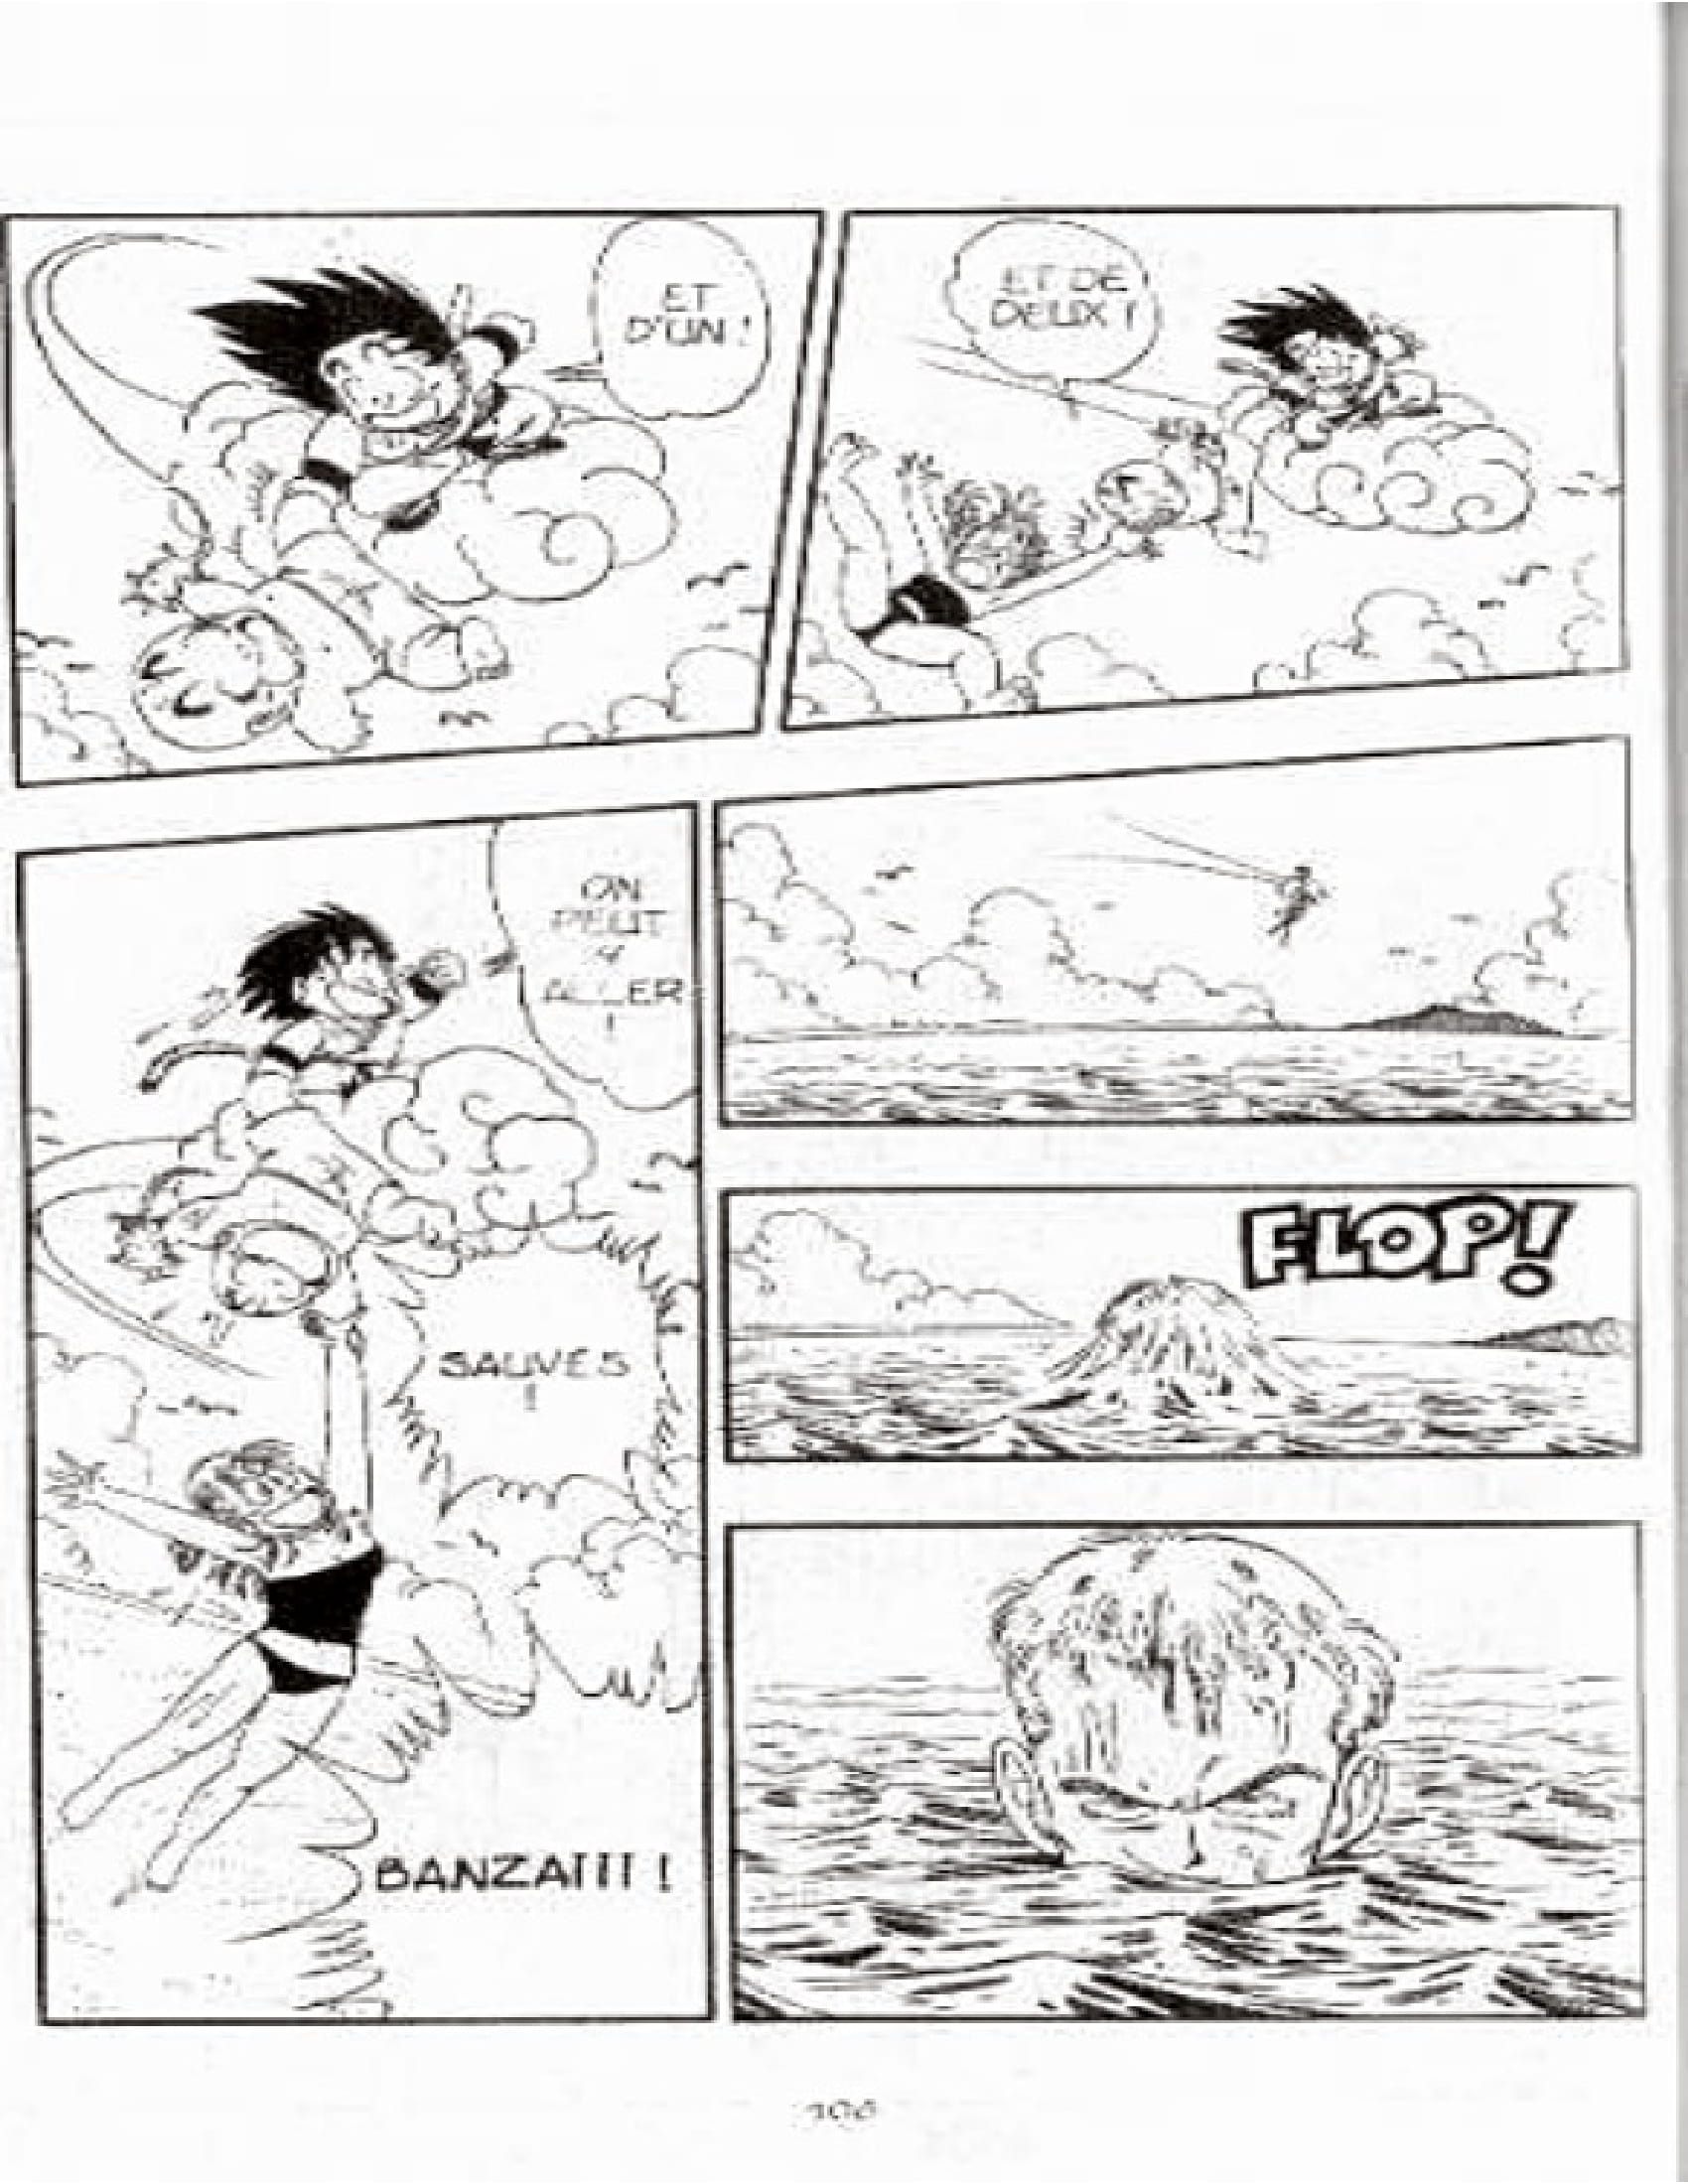 ET
D'UN !
ET DE
DEUX !
ON
PEUT
Y
ALLER
!
SAUVES
!
BANZAIII !
FLOP!